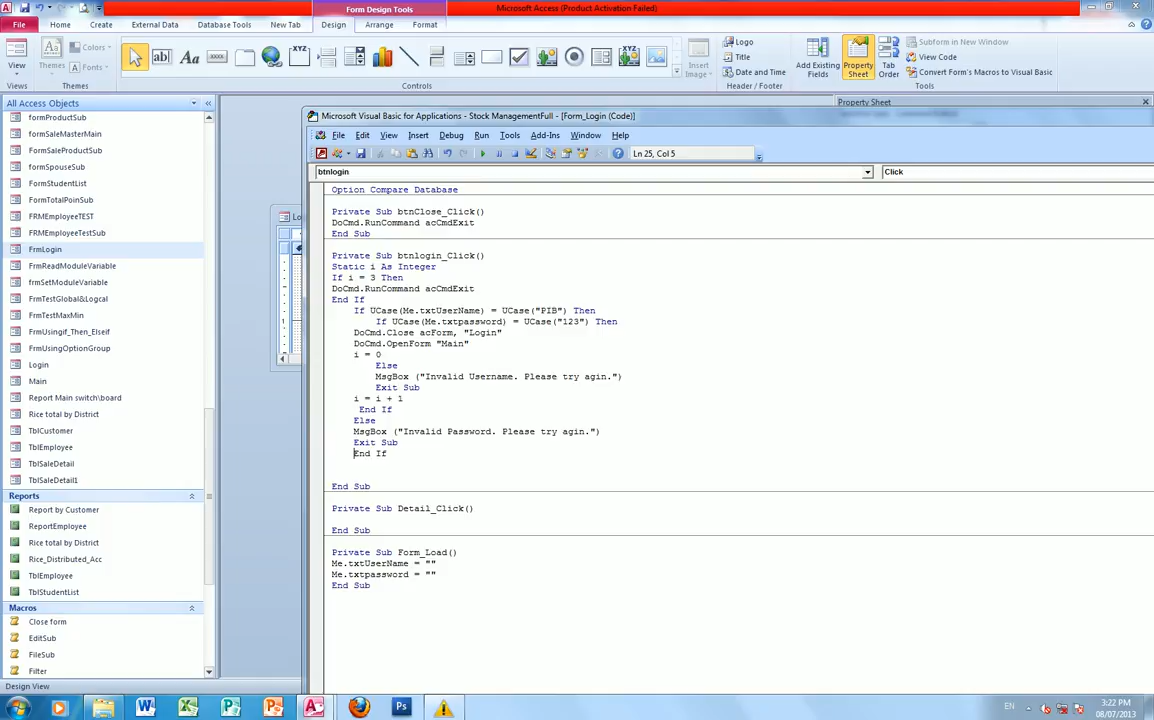 Form Design Tools
Microsoft Access (Product Activation Failed)
File
Home
Create
External Data
Database Tools
New Tab
Design
Arrange
Format
View
Themes
Colors
Fonts
Aa
ab|
Aa
xxxx
XYZ
XYZ
Insert
Image
Logo
Title
Date and Time
Add Existing
Fields
Property
Sheet
Tab
Order
Subform in New Window
View Code
Convert Form's Macros to Visual Basic
Views
Themes
Controls
Header / Footer
Tools
All Access Objects
formProductSub
formSaleMasterMain
FormSaleProductSub
formSpouseSub
FormStudentList
FormTotalPoinSub
FRMEmployeeTEST
FRMEmployeeTestSub
FrmLogin
FrmReadModuleVariable
frmSetModuleVariable
FrmTestGlobal&Logcal
FrmTestMaxMin
FrmUsingif_Then_Elseif
FrmUsingOptionGroup
Login
Main
Report Main switch\board
Rice total by District
TblCustomer
TblEmployee
TblSaleDetail
TblSaleDetail1
Reports
Report by Customer
ReportEmployee
Rice total by District
Rice_Distributed_Acc
TblEmployee
TblStudentList
Macros
Close form
EditSub
FileSub
Filter
Property Sheet
Microsoft Visual Basic for Applications - Stock ManagementFull - [Form_Login (Code)]
File
Edit
View
Insert
Debug
Run
Tools
Add-Ins
Window
Help
Ln 25, Col 5
btnlogin
Click
Option Compare Database
Private Sub btnClose_Click()
DoCmd.RunCommand acCmdExit
End Sub
Private Sub btnlogin_Click()
Static i As Integer
If i = 3 Then
DoCmd.RunCommand acCmdExit
End If
If UCase(Me.txtUserName) = UCase("PIB") Then
If UCase(Me.txtpassword) = UCase("123") Then
DoCmd.Close acForm, "Login"
DoCmd.OpenForm "Main"
i = 0
Else
MsgBox ("Invalid Username. Please try agin.")
Exit Sub
i = i + 1
End If
Else
MsgBox ("Invalid Password. Please try agin.")
Exit Sub
End If
End Sub
Private Sub Detail_Click()
End Sub
Private Sub Form_Load()
Me.txtUserName = ""
Me.txtpassword = ""
End Sub
Design View
EN
3:22 PM
08/07/2013